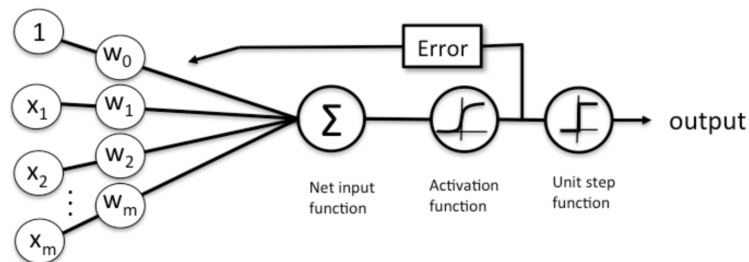 1
w0
Error
x1
w1
Σ
output
x2
w2
Net input
function
Activation
function
Unit step
function
⋮
wm
xm